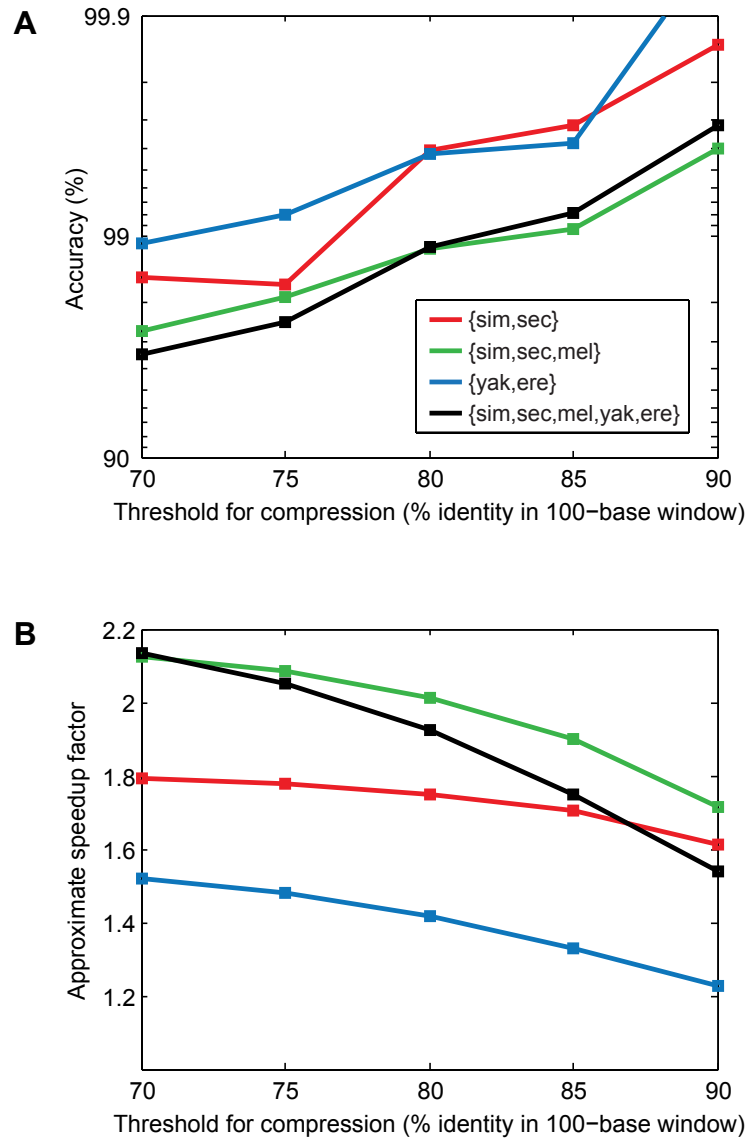 A
99.9
99
90
Accuracy (%)
{sim,sec}
{sim,sec,mel}
{yak,ere}
{sim,sec,mel,yak,ere}
70 75 80 85 90
Threshold for compression (% identity in 100−base window)
B
2.2
2
1.8
1.6
1.4
1.2
Approximate speedup factor
70 75 80 85 90
Threshold for compression (% identity in 100−base window)